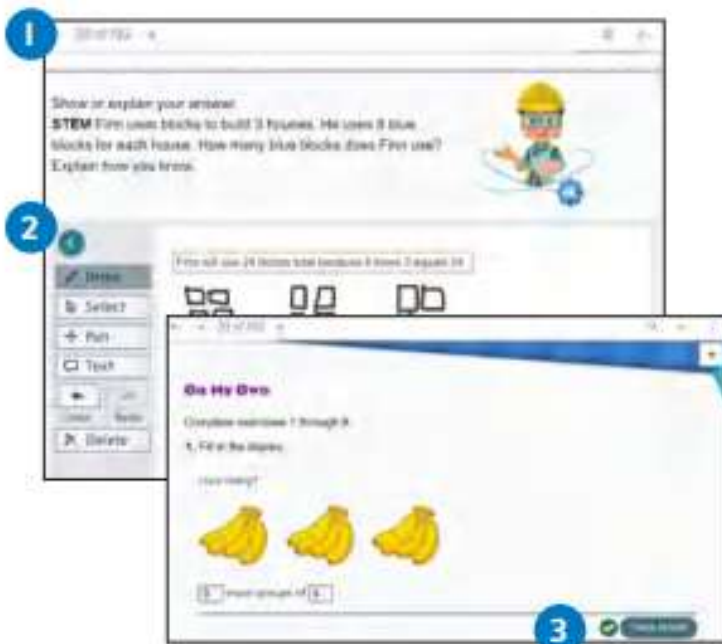 1
Show or explain your answer
STEM Finn uses blocks to build 3 houses. He uses 8 blue
blocks for each house. How many blue blocks does Finn use?
Explain how you know.
2
Finn will use 24 blocks total because 8 times 3 equals 24
Draw
Select
Pan
Text
Undo Redo
Delete
On My Own
Complete exercises 1 through
1. Fill in the
How many?
means groups of
3